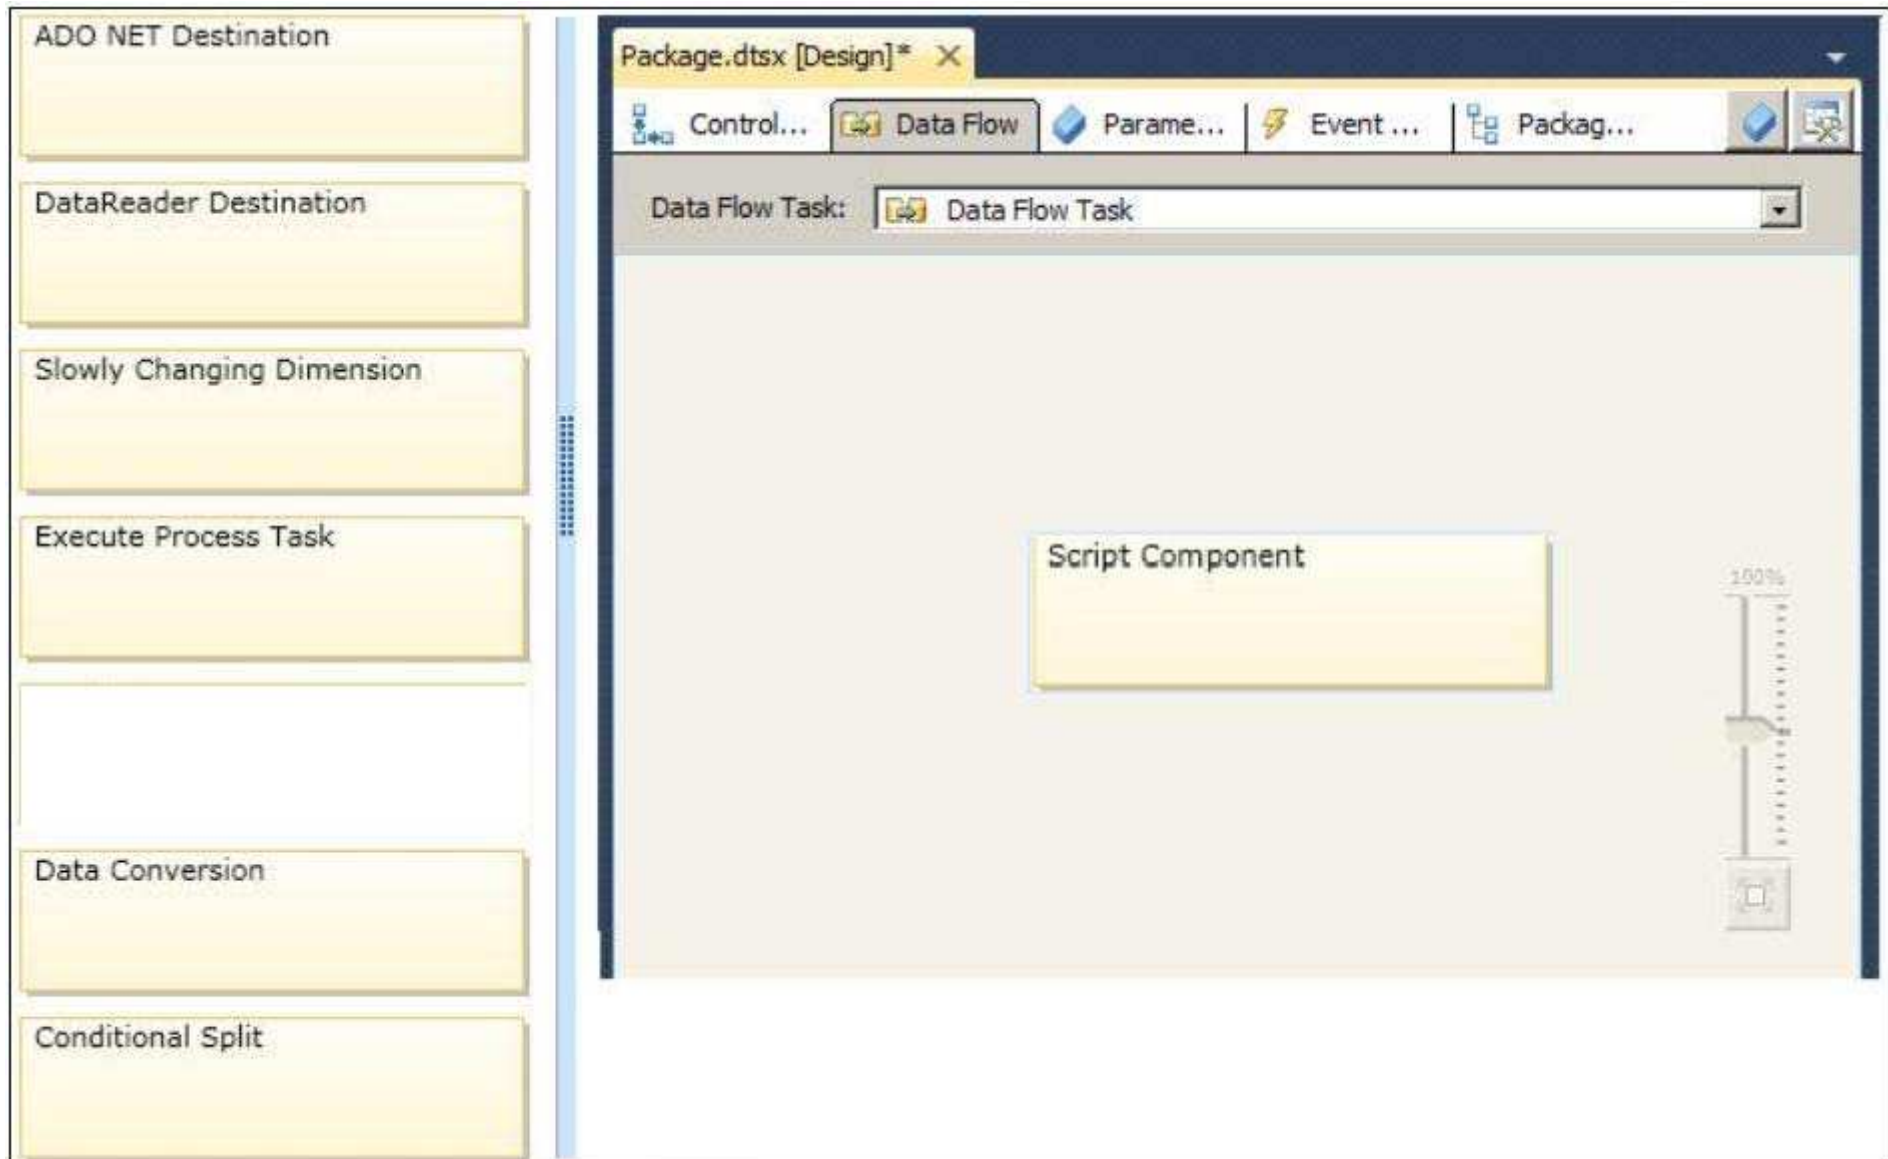 ADO NET Destination
DataReader Destination
Slowly Changing Dimension
Execute Process Task
Data Conversion
Conditional Split
Package.dtsx [Design]*
Control... Data Flow Parame... Event ... Packag...
Data Flow Task: Data Flow Task
Script Component
100%